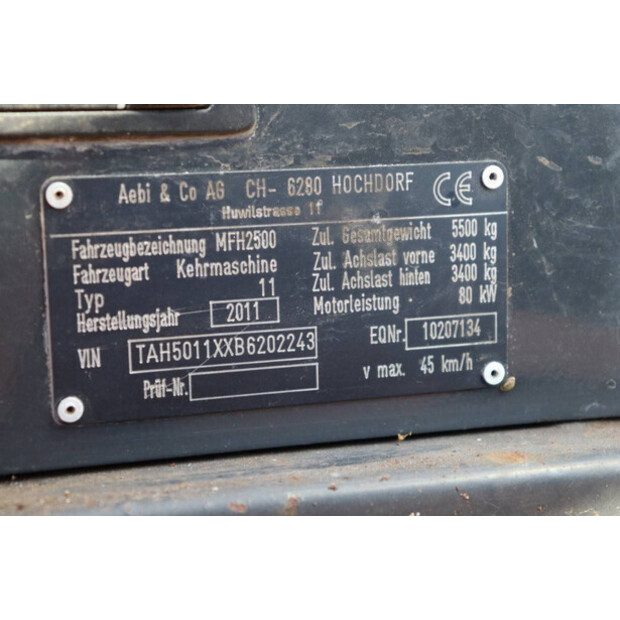 Aebi & Co AG CH- 6280 HOCHDORF CE
Huwilstrasse 11
Fahrzeugbezeichnung MFH2500 Zul. Gesamtgewicht 5500 kg
Fahrzeugart Kehrmaschine Zul. Achslast vorne 3400 kg
Typ 11 Zul. Achslast hinten 3400 kg
Herstellungsjahr 2011 Motorleistung 80 kW
VIN TAH5011XXB6202243 EQNr. 10207134
Prüf-Nr. v max. 45 km/h